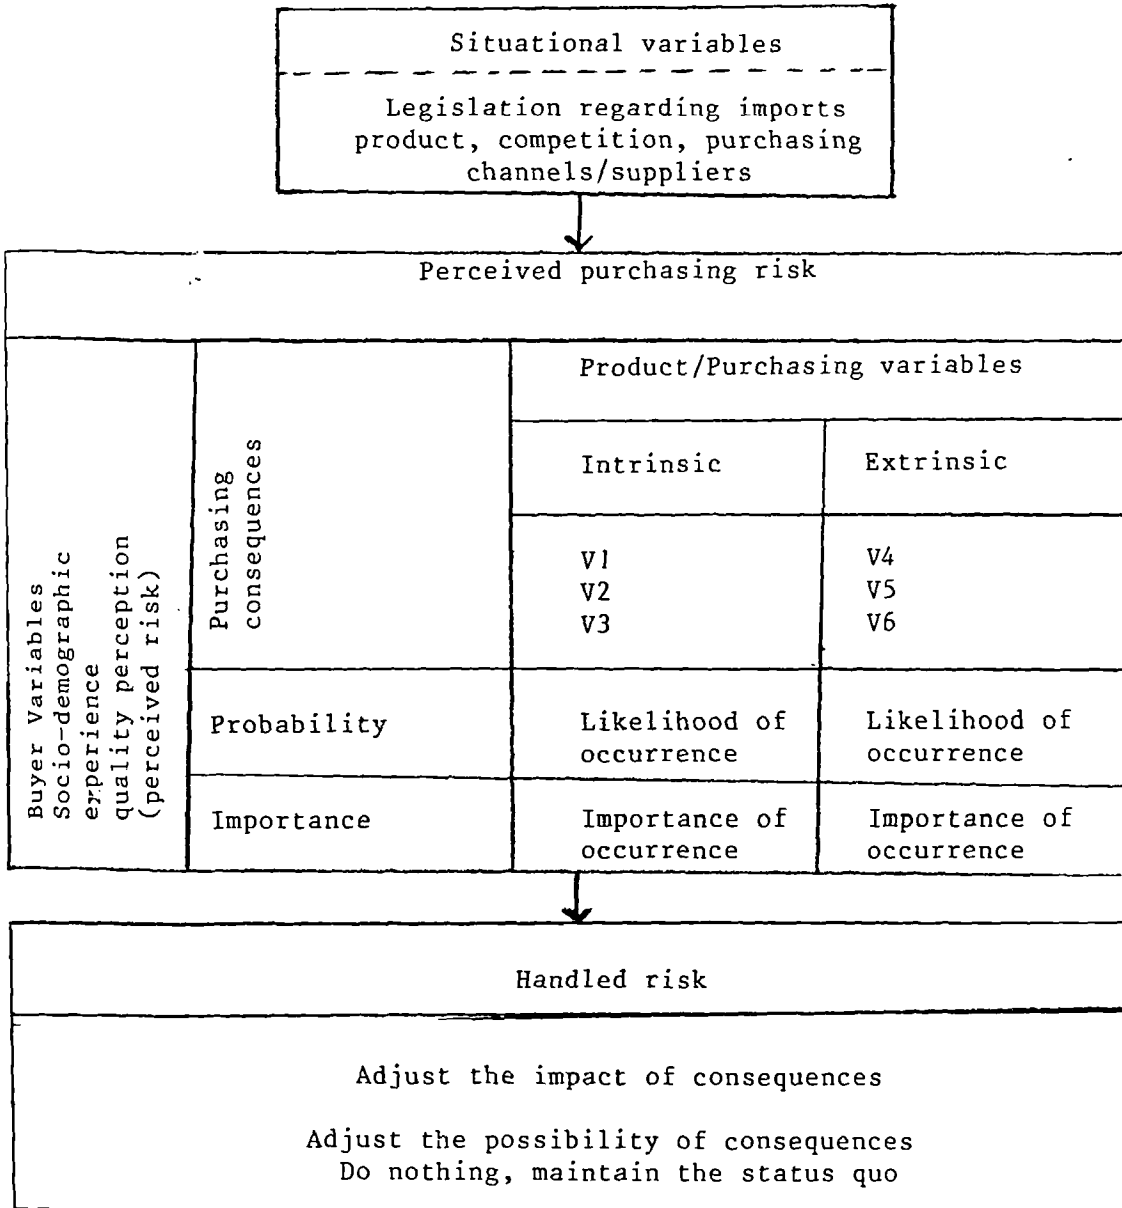 Situational variables
Legislation regarding imports
product, competition, purchasing
channels/suppliers
Perceived purchasing risk
Buyer Variables
Socio-demographic
experience
quality perception
(perceived risk)
Purchasing
consequences
Product/Purchasing variables
Intrinsic
Extrinsic
V1
V2
V3
V4
V5
V6
Probability
Likelihood of
occurrence
Likelihood of
occurrence
Importance
Importance of
occurrence
Importance of
occurrence
Handled risk
Adjust the impact of consequences
Adjust the possibility of consequences
Do nothing, maintain the status quo